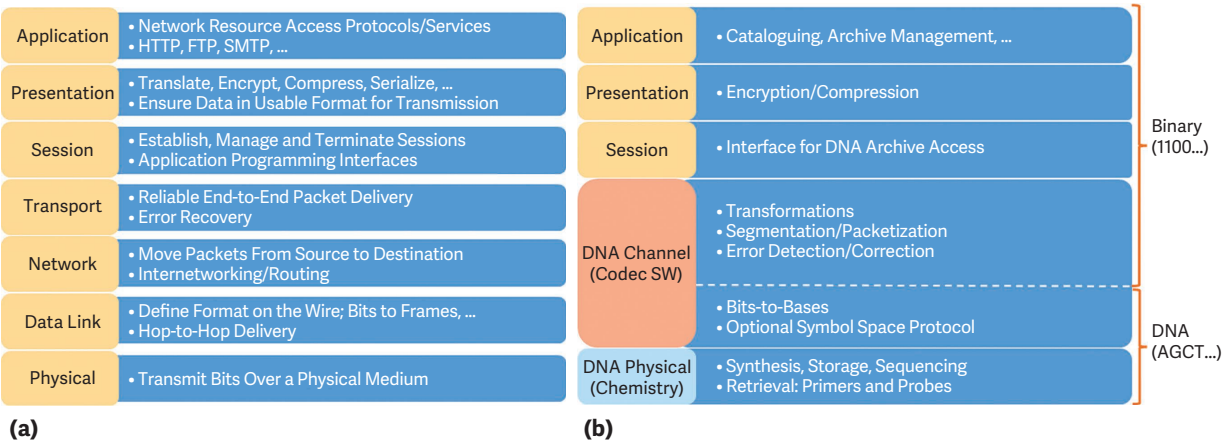 Application
• Network Resource Access Protocols/Services
• HTTP, FTP, SMTP, ...
Presentation
• Translate, Encrypt, Compress, Serialize, ...
• Ensure Data in Usable Format for Transmission
Session
• Establish, Manage and Terminate Sessions
• Application Programming Interfaces
Transport
• Reliable End-to-End Packet Delivery
• Error Recovery
Network
• Move Packets From Source to Destination
• Internetworking/Routing
Data Link
• Define Format on the Wire; Bits to Frames, ...
• Hop-to-Hop Delivery
Physical
• Transmit Bits Over a Physical Medium
(a)
Application
• Cataloguing, Archive Management, ...
Presentation
• Encryption/Compression
Session
• Interface for DNA Archive Access
DNA Channel
(Codec SW)
• Transformations
• Segmentation/Packetization
• Error Detection/Correction
• Bits-to-Bases
• Optional Symbol Space Protocol
DNA Physical
(Chemistry)
• Synthesis, Storage, Sequencing
• Retrieval: Primers and Probes
Binary
(1100...)
DNA
(AGCT...)
(b)